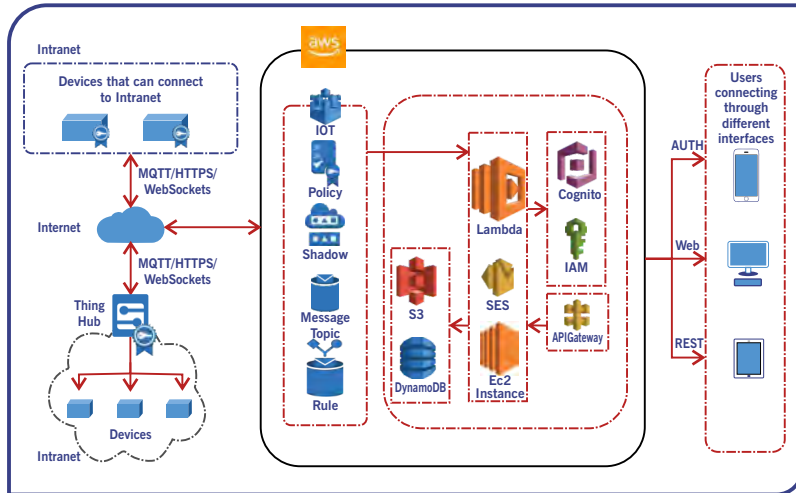 aws
Intranet
Devices that can connect
to Intranet
MQTT/HTTPS/
WebSockets
Internet
MQTT/HTTPS/
WebSockets
Thing
Hub
Devices
Intranet
IOT
Policy
Shadow
Message
Topic
Rule
S3
DynamoDB
Lambda
SES
Ec2
Instance
Cognito
IAM
APIGateway
AUTH
Web
REST
Users
connecting
through
different
interfaces